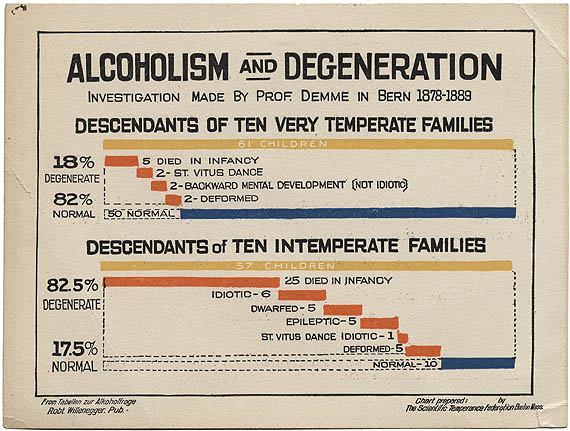 ALCOHOLISM AND DEGENERATION
INVESTIGATION MADE BY PROF. DEMME IN BERN 1878-1889
DESCENDANTS OF TEN VERY TEMPERATE FAMILIES
61 CHILDREN
18%
DEGENERATE
5 DIED IN INFANCY
2- ST. VITUS DANCE
2- BACKWARD MENTAL DEVELOPMENT (NOT IDIOTIC)
2- DEFORMED
82%
NORMAL
50 NORMAL
DESCENDANTS of TEN INTEMPERATE FAMILIES
57 CHILDREN
82.5%
DEGENERATE
25 DIED IN INFANCY
IDIOTIC- 6
DWARFED- 5
EPILEPTIC- 5
ST. VITUS DANCE IDIOTIC- 1
DEFORMED- 5
17.5%
NORMAL
NORMAL- 10
From Tabellen zur Alkoholfrage
Robt. Willenegger. Pub.
Chart prepared: by
The Scientific Temperance Federation Boston Mass.